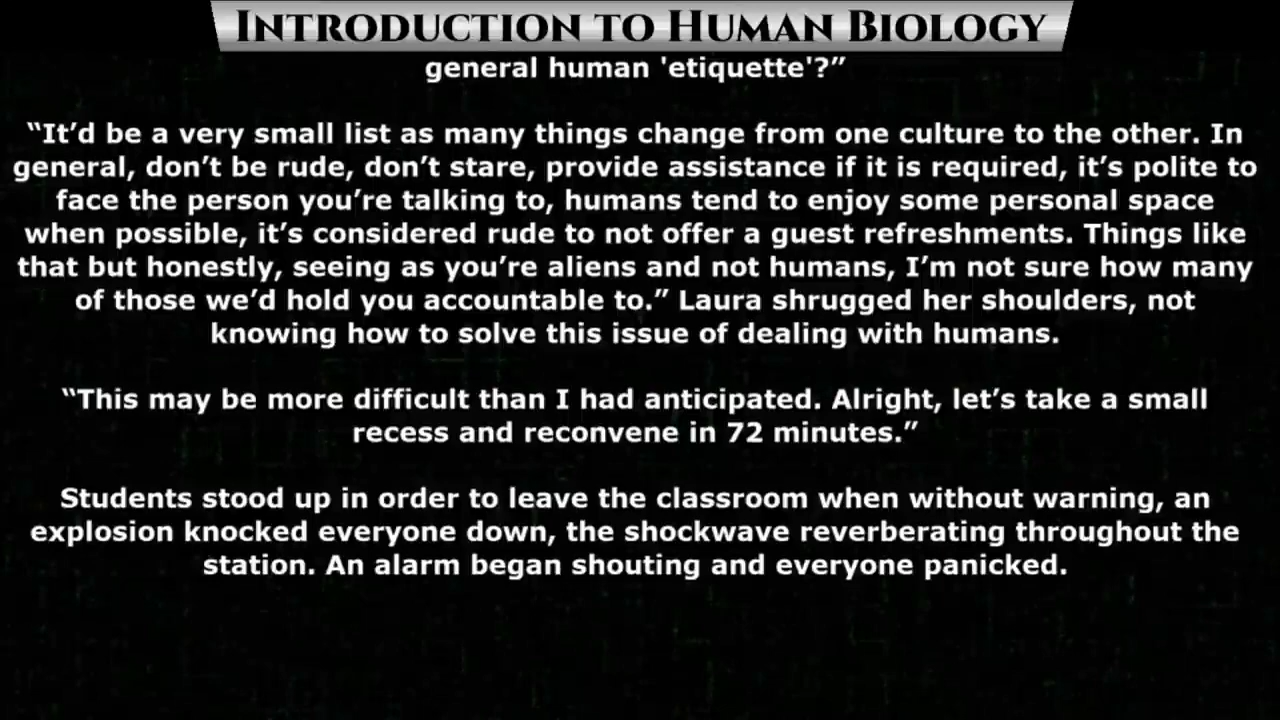 INTRODUCTION TO HUMAN BIOLOGY
general human 'etiquette'?”
“It’d be a very small list as many things change from one culture to the other. In
general, don’t be rude, don’t stare, provide assistance if it is required, it’s polite to
face the person you’re talking to, humans tend to enjoy some personal space
when possible, it’s considered rude to not offer a guest refreshments. Things like
that but honestly, seeing as you’re aliens and not humans, I’m not sure how many
of those we’d hold you accountable to.” Laura shrugged her shoulders, not
knowing how to solve this issue of dealing with humans.
“This may be more difficult than I had anticipated. Alright, let’s take a small
recess and reconvene in 72 minutes.”
Students stood up in order to leave the classroom when without warning, an
explosion knocked everyone down, the shockwave reverberating throughout the
station. An alarm began shouting and everyone panicked.